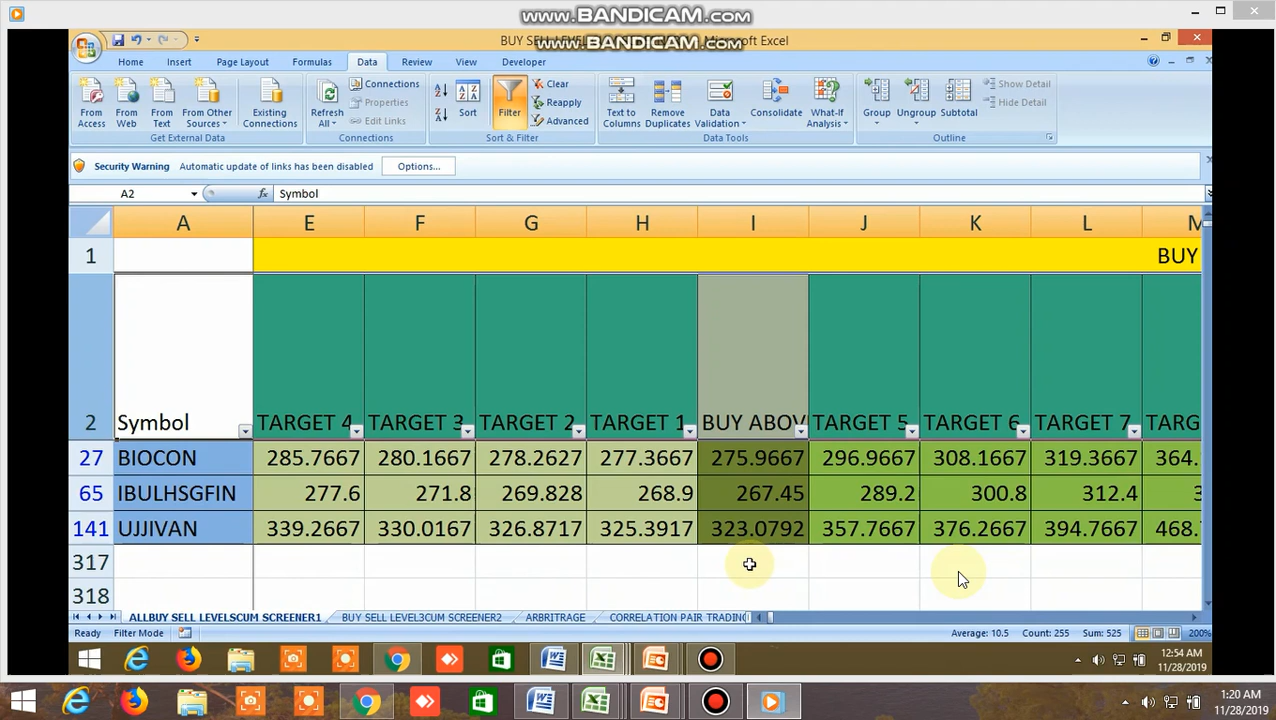 www.BANDICAM.com
BUY SELL LEVEL
Microsoft Excel
www.BANDICAM.com
Home Insert Page Layout Formulas Data Review View Developer
From Access
From Web
From Text
From Other Sources
Existing Connections
Refresh All
Connections
Properties
Edit Links
Sort
Filter
Clear
Reapply
Advanced
Text to Columns
Remove Duplicates
Data Validation
Consolidate
What-If Analysis
Group
Ungroup
Subtotal
Show Detail
Hide Detail
Get External Data Connections Sort & Filter Data Tools Outline
Security Warning Automatic update of links has been disabled Options...
A2 fx Symbol
A E F G H I J K L M
1 BUY
2 Symbol TARGET 4 TARGET 3 TARGET 2 TARGET 1 BUY ABOV TARGET 5 TARGET 6 TARGET 7 TARG
27 BIOCON 285.7667 280.1667 278.2627 277.3667 275.9667 296.9667 308.1667 319.3667 364.
65 IBULHSGFIN 277.6 271.8 269.828 268.9 267.45 289.2 300.8 312.4 3
141 UJJIVAN 339.2667 330.0167 326.8717 325.3917 323.0792 357.7667 376.2667 394.7667 468.
317
318
ALLBUY SELL LEVELSCUM SCREENER1 BUY SELL LEVEL3CUM SCREENER2 ARBITRAGE CORRELATION PAIR TRADING
Ready Filter Mode Average: 10.5 Count: 255 Sum: 525 200%
12:54 AM
11/28/2019
1:20 AM
11/28/2019